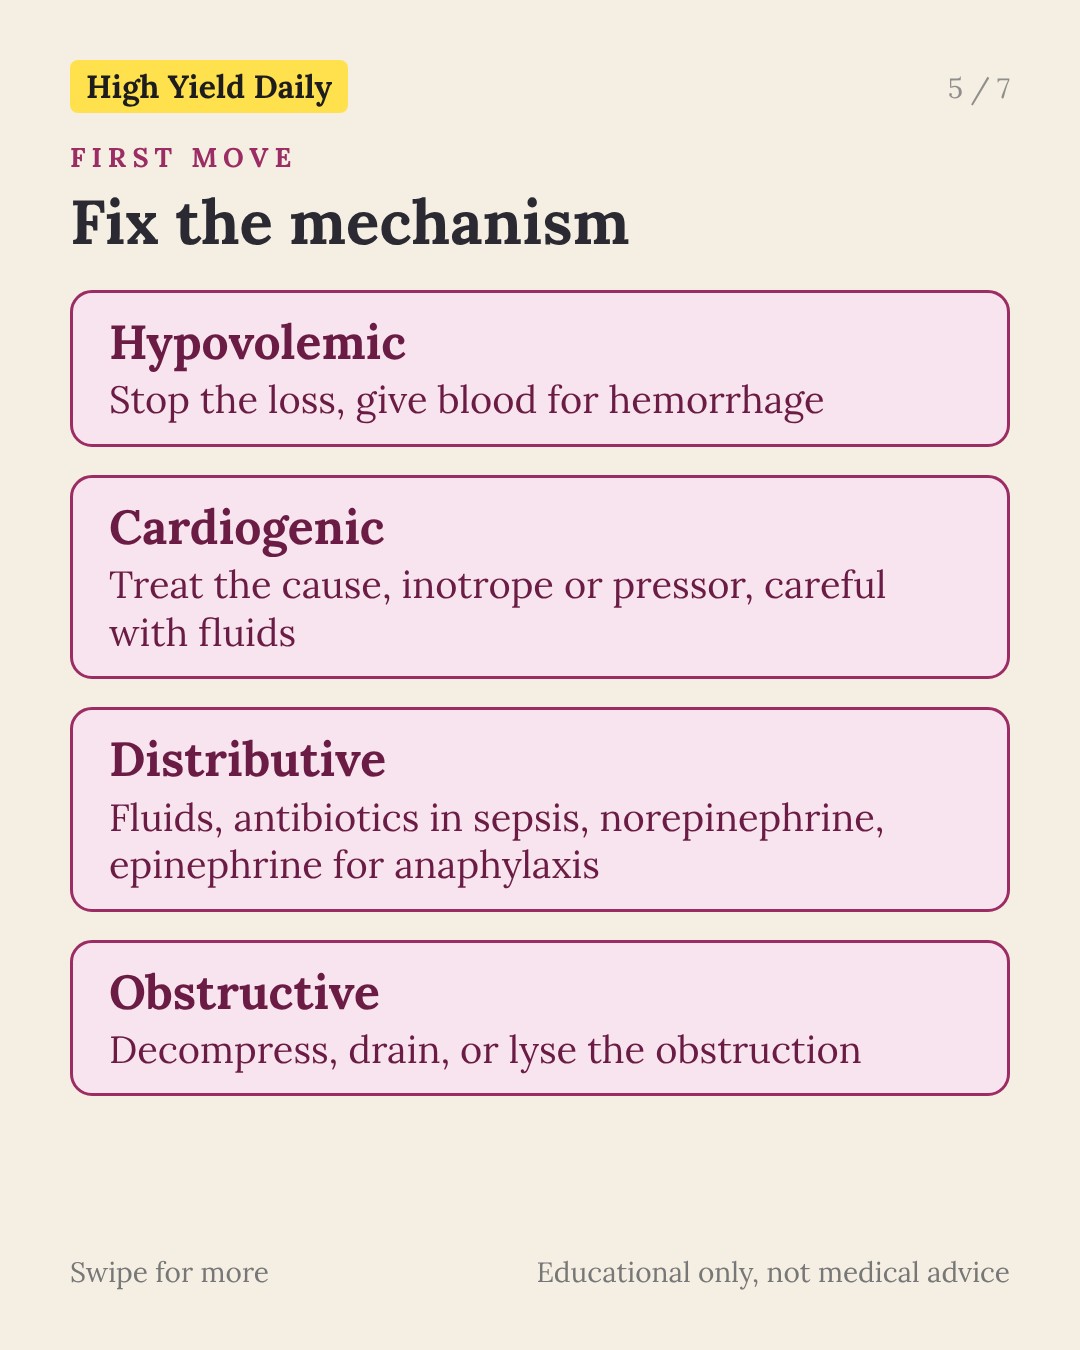 High Yield Daily
5 / 7
FIRST MOVE
Fix the mechanism
Hypovolemic
Stop the loss, give blood for hemorrhage
Cardiogenic
Treat the cause, inotrope or pressor, careful
with fluids
Distributive
Fluids, antibiotics in sepsis, norepinephrine,
epinephrine for anaphylaxis
Obstructive
Decompress, drain, or lyse the obstruction
Swipe for more
Educational only, not medical advice